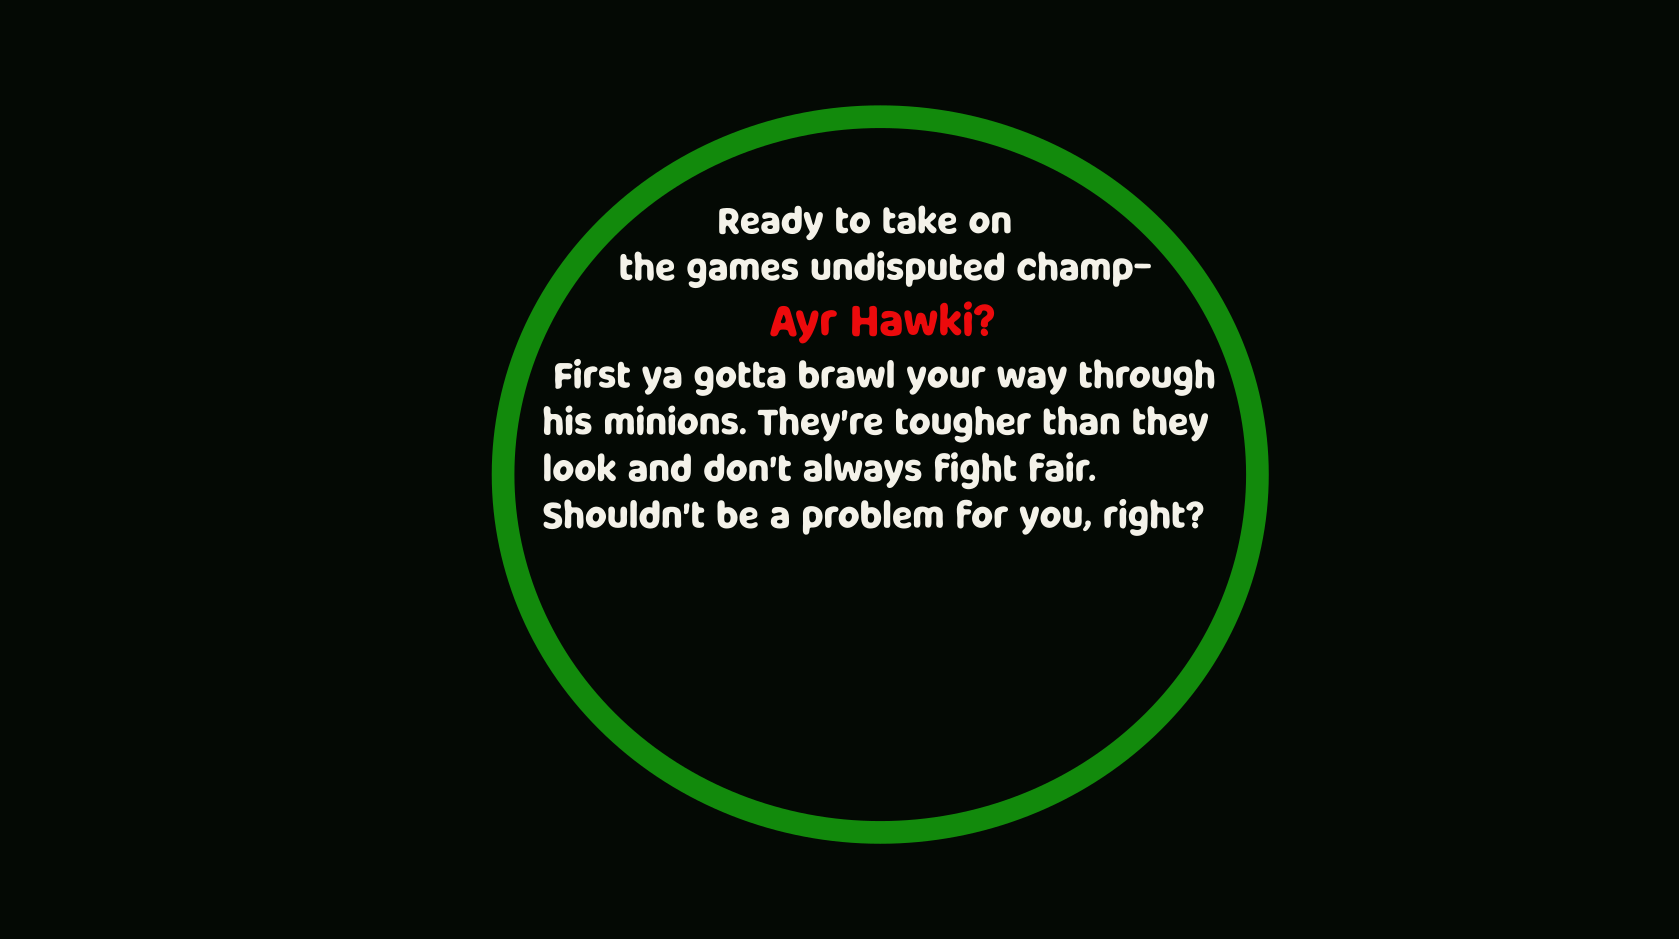 Ready to take on
the games undisputed champ-
Ayr Hawki?
First ya gotta brawl your way through
his minions. They're tougher than they
look and don't always fight fair.
Shouldn't be a problem for you, right?